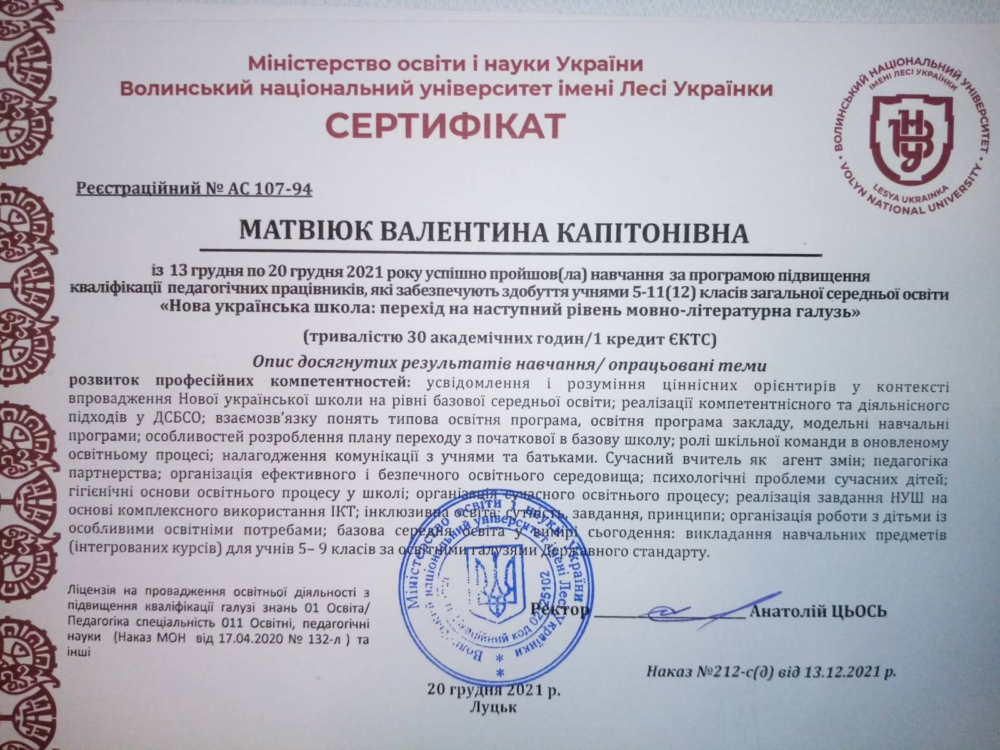 Міністерство освіти і науки України
Волинський національний університет імені Лесі Українки
СЕРТИФІКАТ
ВОЛИНСЬКИЙ НАЦІОНАЛЬНИЙ УНІВЕРСИТЕТ
ІМЕНІ ЛЕСІ УКРАЇНКИ
ВНУ
LESYA UKRAINKA
VOLYN NATIONAL UNIVERSITY
Реєстраційний № АС 107-94
МАТВІЮК ВАЛЕНТИНА КАПІТОНІВНА
із 13 грудня по 20 грудня 2021 року успішно пройшов(ла) навчання за програмою підвищення
кваліфікації педагогічних працівників, які забезпечують здобуття учнями 5-11(12) класів загальної середньої освіти
«Нова українська школа: перехід на наступний рівень мовно-літературна галузь»
(тривалістю 30 академічних годин/1 кредит ЄКТС)
Опис досягнутих результатів навчання/ опрацьовані теми
розвиток професійних компетентностей: усвідомлення і розуміння ціннісних орієнтирів у контексті
впровадження Нової української школи на рівні базової середньої освіти; реалізації компетентнісного та діяльнісного
підходів у ДСБСО; взаємозв’язку понять типова освітня програма, освітня програма закладу, модельні навчальні
програми; особливостей розроблення плану переходу з початкової в базову школу; ролі шкільної команди в оновленому
освітньому процесі; налагодження комунікації з учнями та батьками. Сучасний вчитель як агент змін; педагогіка
партнерства; організація ефективного і безпечного освітнього середовища; психологічні проблеми сучасних дітей;
гігієнічні основи освітнього процесу у школі; організація сучасного освітнього процесу; реалізація завдання НУШ на
основі комплексного використання ІКТ; інклюзивна освіта: сутність, завдання, принципи; організація роботи з дітьми із
особливими освітніми потребами; базова середня освіта у вимірі сьогодення: викладання навчальних предметів
(інтегрованих курсів) для учнів 5– 9 класів за освітніми галузями Державного стандарту.
Ліцензія на провадження освітньої діяльності з
підвищення кваліфікації галузі знань 01 Освіта/
Педагогіка спеціальність 011 Освітні, педагогічні
науки (Наказ МОН від 17.04.2020 № 132-л ) та
інші
Міністерство освіти і науки України
національний університет імені Лесі Українки
код 02125102
Ректор Анатолій ЦЬОСЬ
Наказ №212-с(д) від 13.12.2021 р.
20 грудня 2021 р.
Луцьк